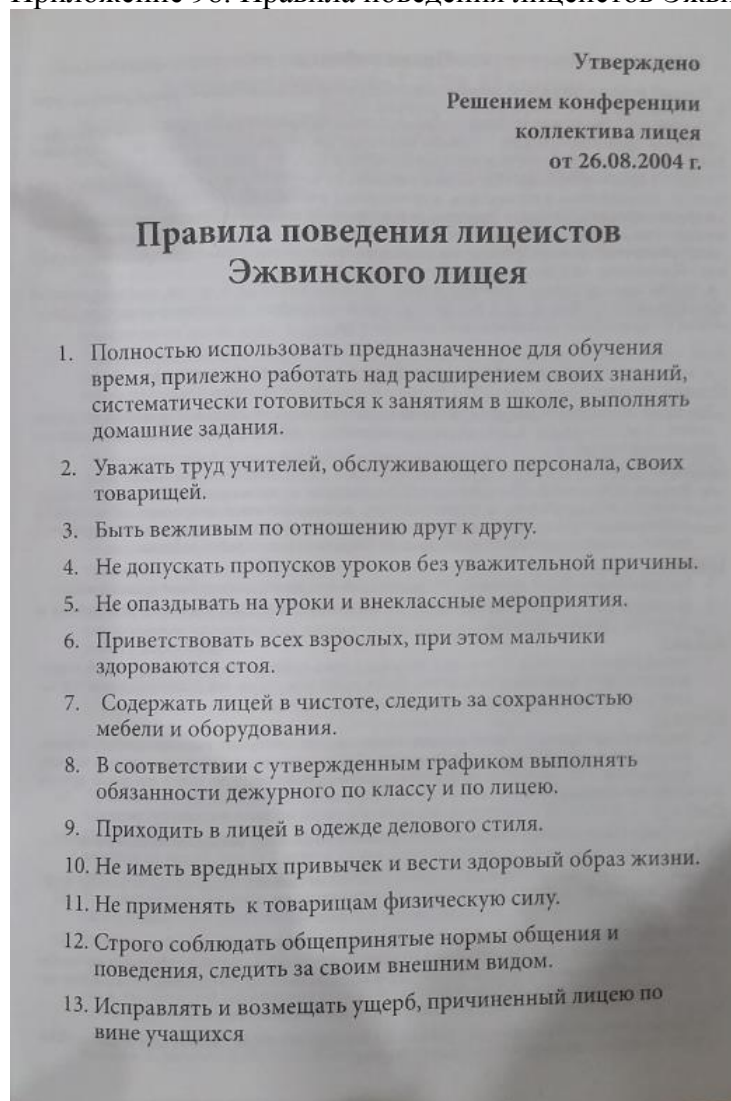 Утверждено
Решением конференции
коллектива лицея
от 26.08.2004 г.
Правила поведения лицеистов
Эжвинского лицея
1. Полностью использовать предназначенное для обучения
время, прилежно работать над расширением своих знаний,
систематически готовиться к занятиям в школе, выполнять
домашние задания.
2. Уважать труд учителей, обслуживающего персонала, своих
товарищей.
3. Быть вежливым по отношению друг к другу.
4. Не допускать пропусков уроков без уважительной причины.
5. Не опаздывать на уроки и внеклассные мероприятия.
6. Приветствовать всех взрослых, при этом мальчики
здороваются стоя.
7. Содержать лицей в чистоте, следить за сохранностью
мебели и оборудования.
8. В соответствии с утвержденным графиком выполнять
обязанности дежурного по классу и по лицею.
9. Приходить в лицей в одежде делового стиля.
10. Не иметь вредных привычек и вести здоровый образ жизни.
11. Не применять к товарищам физическую силу.
12. Строго соблюдать общепринятые нормы общения и
поведения, следить за своим внешним видом.
13. Исправлять и возмещать ущерб, причиненный лицею по
вине учащихся